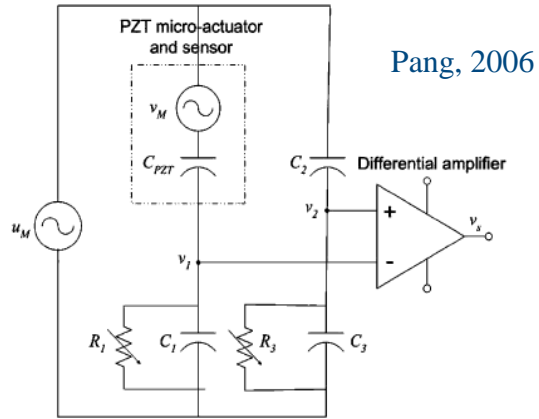 PZT micro-actuator
and sensor
Pang, 2006
v_M
C_PZT
C_2
Differential amplifier
u_M
v_2
+
v_s
v_1
-
R_1
C_1
R_3
C_3